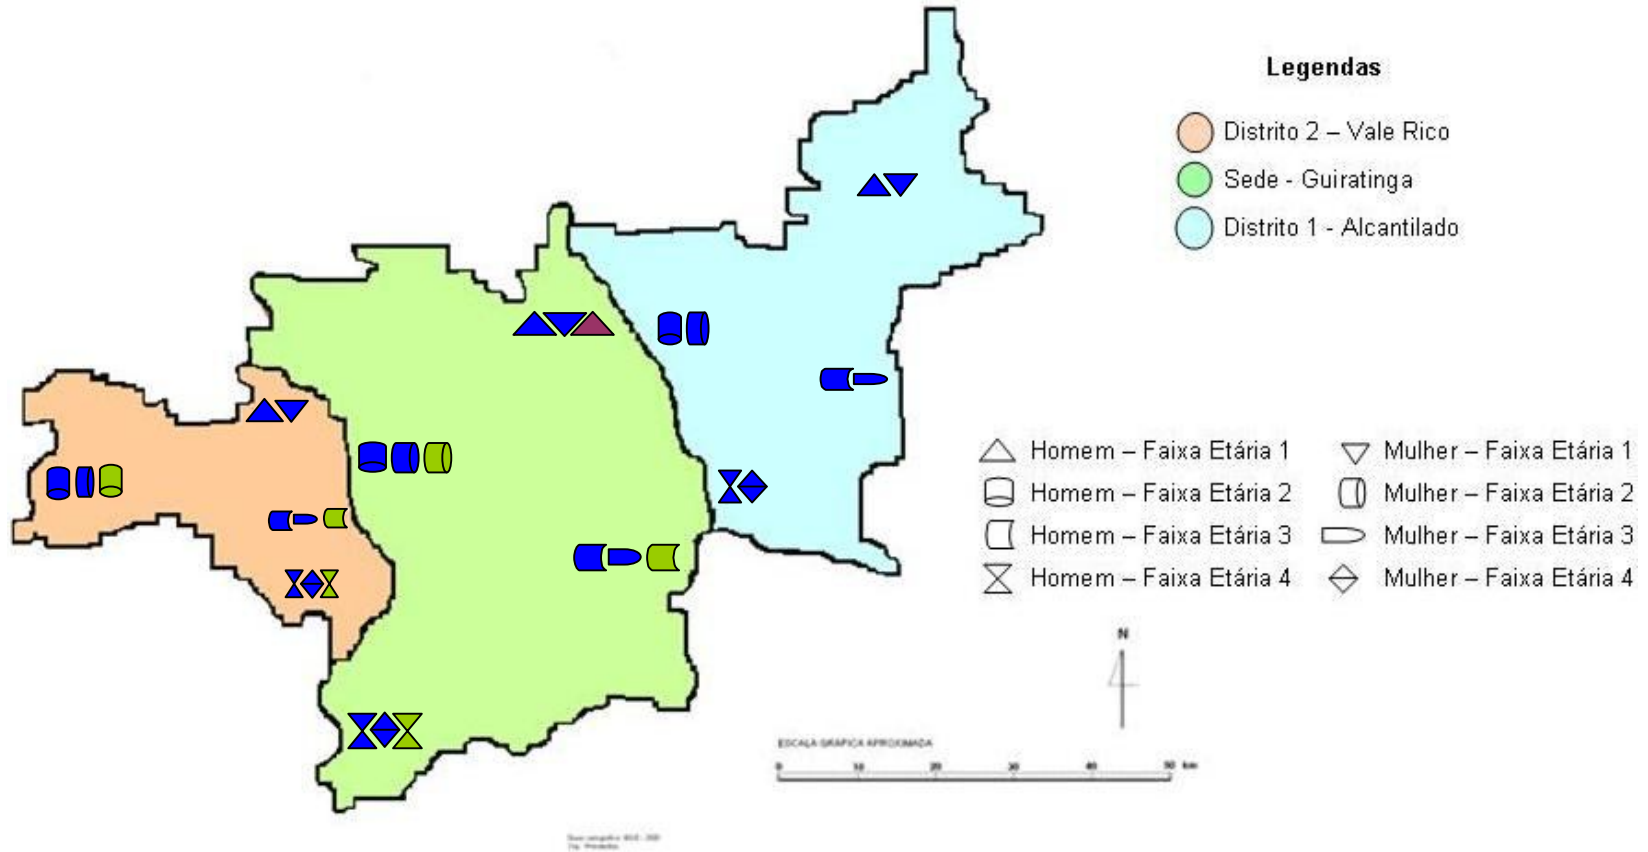 Legendas
Distrito 2 – Vale Rico
Sede - Guiratinga
Distrito 1 - Alcantilado
Homem – Faixa Etária 1
Mulher – Faixa Etária 1
Homem – Faixa Etária 2
Mulher – Faixa Etária 2
Homem – Faixa Etária 3
Mulher – Faixa Etária 3
Homem – Faixa Etária 4
Mulher – Faixa Etária 4
N
ESCALA GRÁFICA APROXIMADA
0 10 20 30 40 50 km